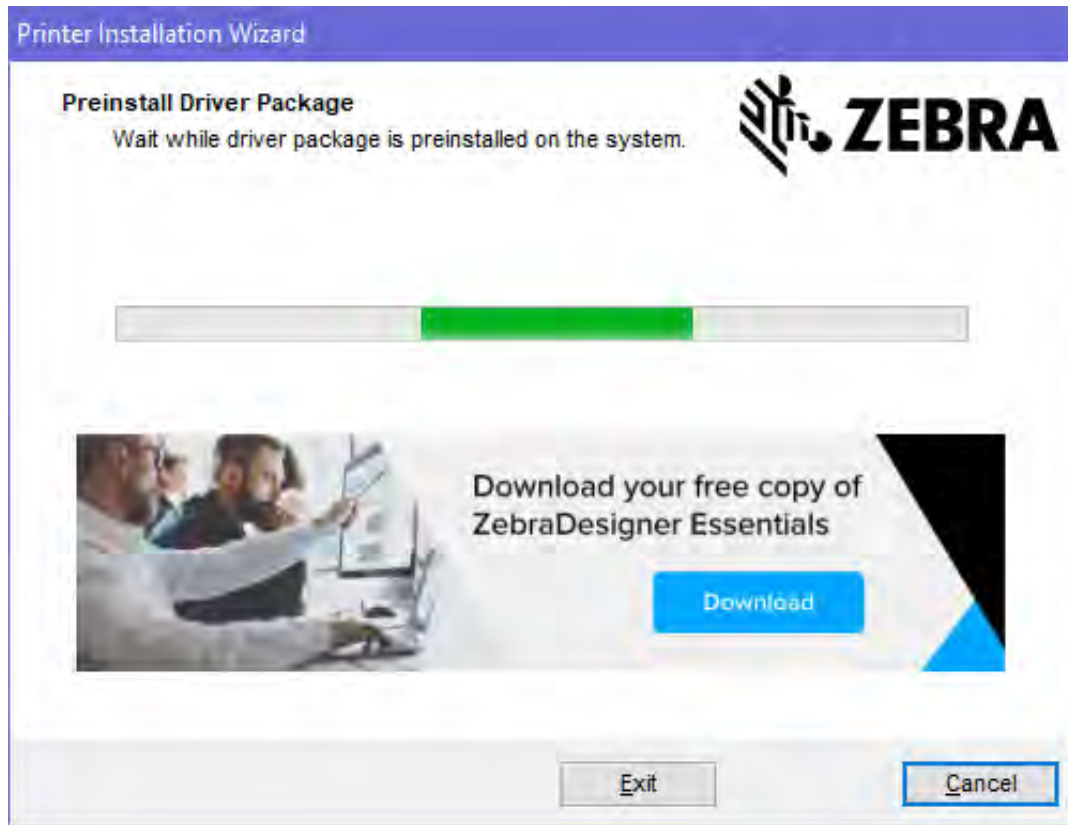 Printer Installation Wizard
Preinstall Driver Package
Wait while driver package is preinstalled on the system.
ZEBRA
Download your free copy of
ZebraDesigner Essentials
Download
Exit
Cancel